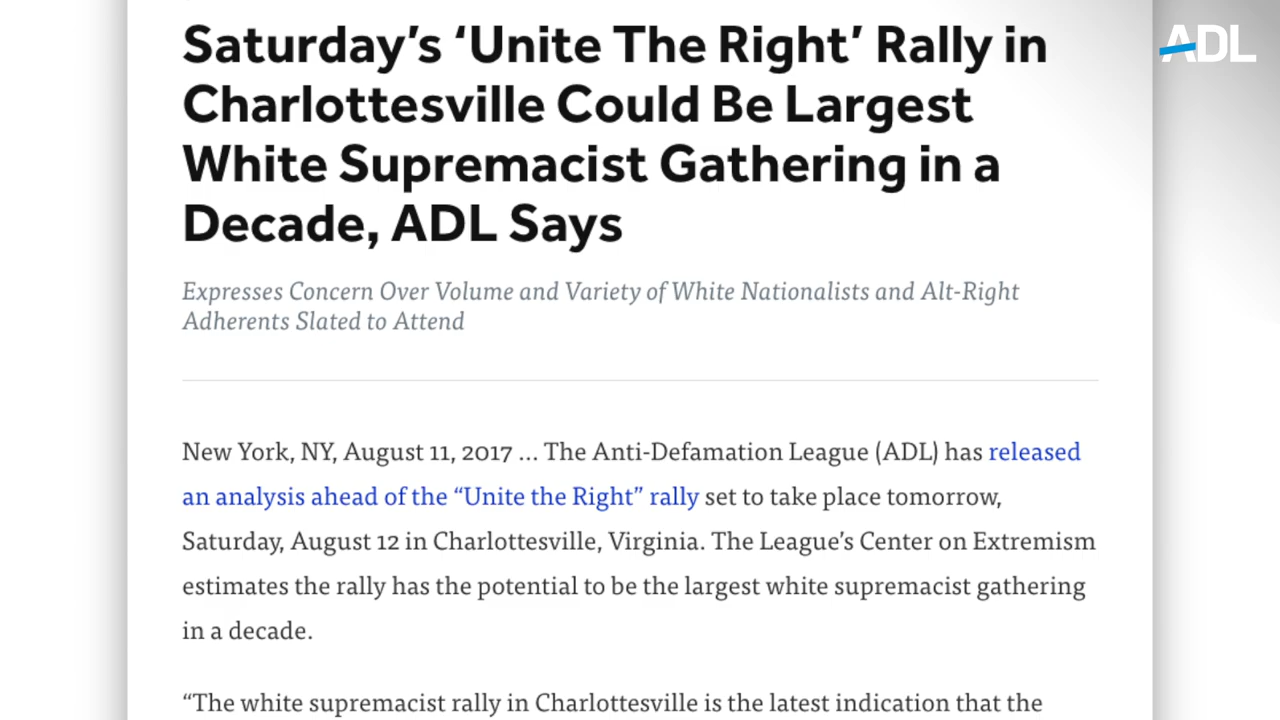 Saturday’s ‘Unite The Right’ Rally in
Charlottesville Could Be Largest
White Supremacist Gathering in a
Decade, ADL Says
Expresses Concern Over Volume and Variety of White Nationalists and Alt-Right
Adherents Slated to Attend
New York, NY, August 11, 2017 … The Anti-Defamation League (ADL) has released
an analysis ahead of the “Unite the Right” rally set to take place tomorrow,
Saturday, August 12 in Charlottesville, Virginia. The League’s Center on Extremism
estimates the rally has the potential to be the largest white supremacist gathering
in a decade.
“The white supremacist rally in Charlottesville is the latest indication that the
ADL